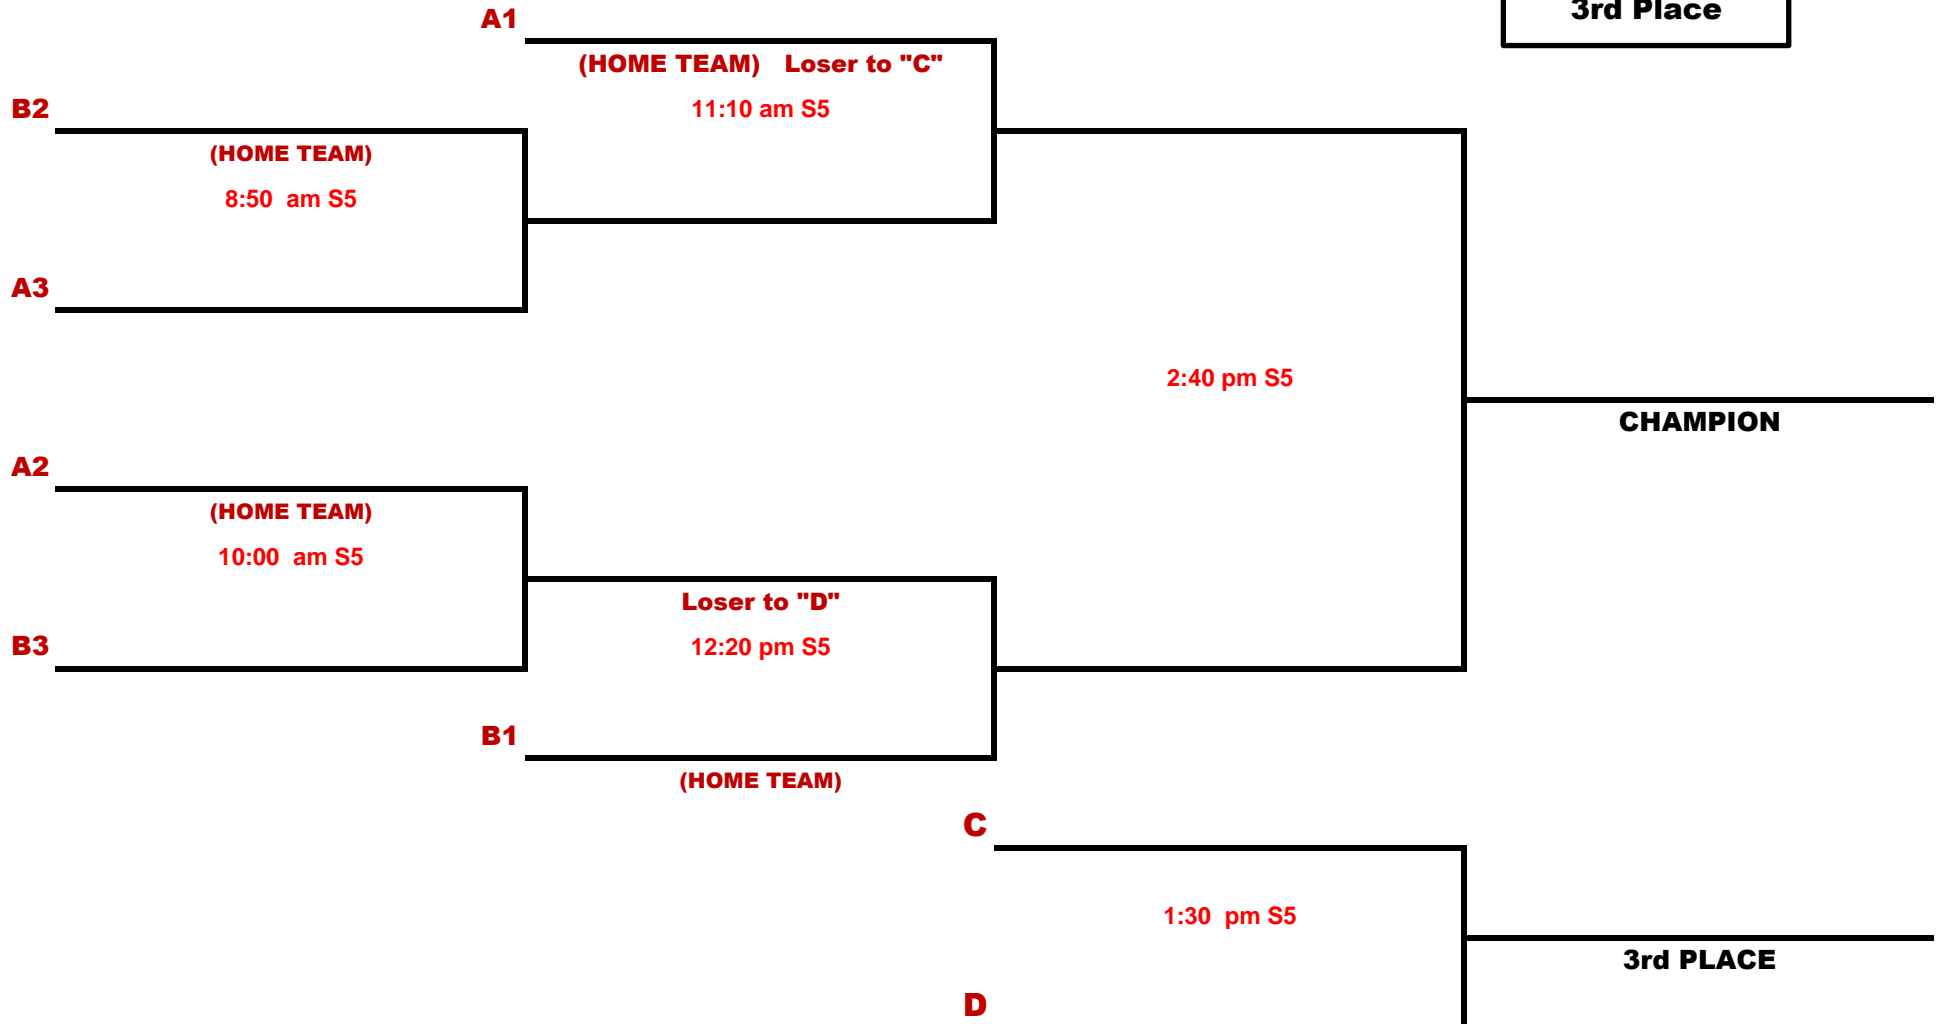 3rd Place
A1
(HOME TEAM) Loser to "C"
11:10 am S5
B2
(HOME TEAM)
8:50 am S5
A3
2:40 pm S5
CHAMPION
A2
(HOME TEAM)
10:00 am S5
Loser to "D"
12:20 pm S5
B3
B1
(HOME TEAM)
C
1:30 pm S5
3rd PLACE
D